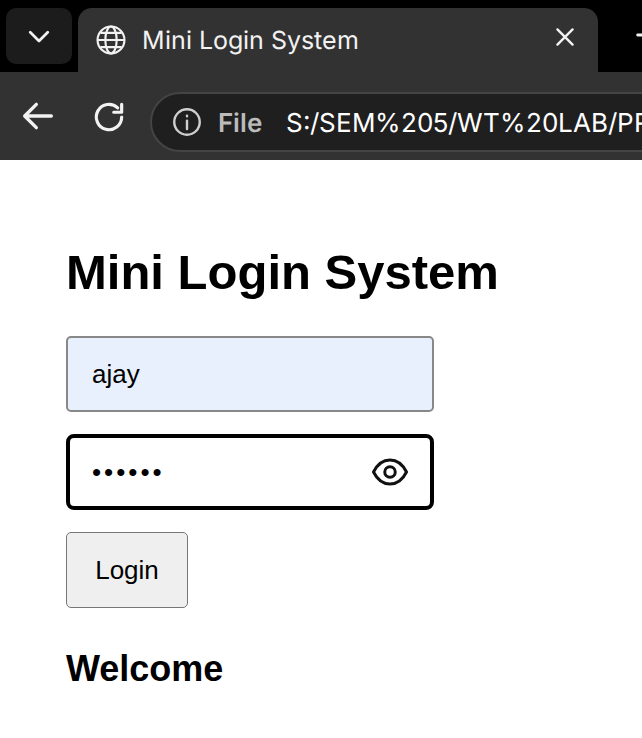 Mini Login System
File S:/SEM%205/WT%20LAB/PR
Mini Login System
ajay
••••••
Login
Welcome